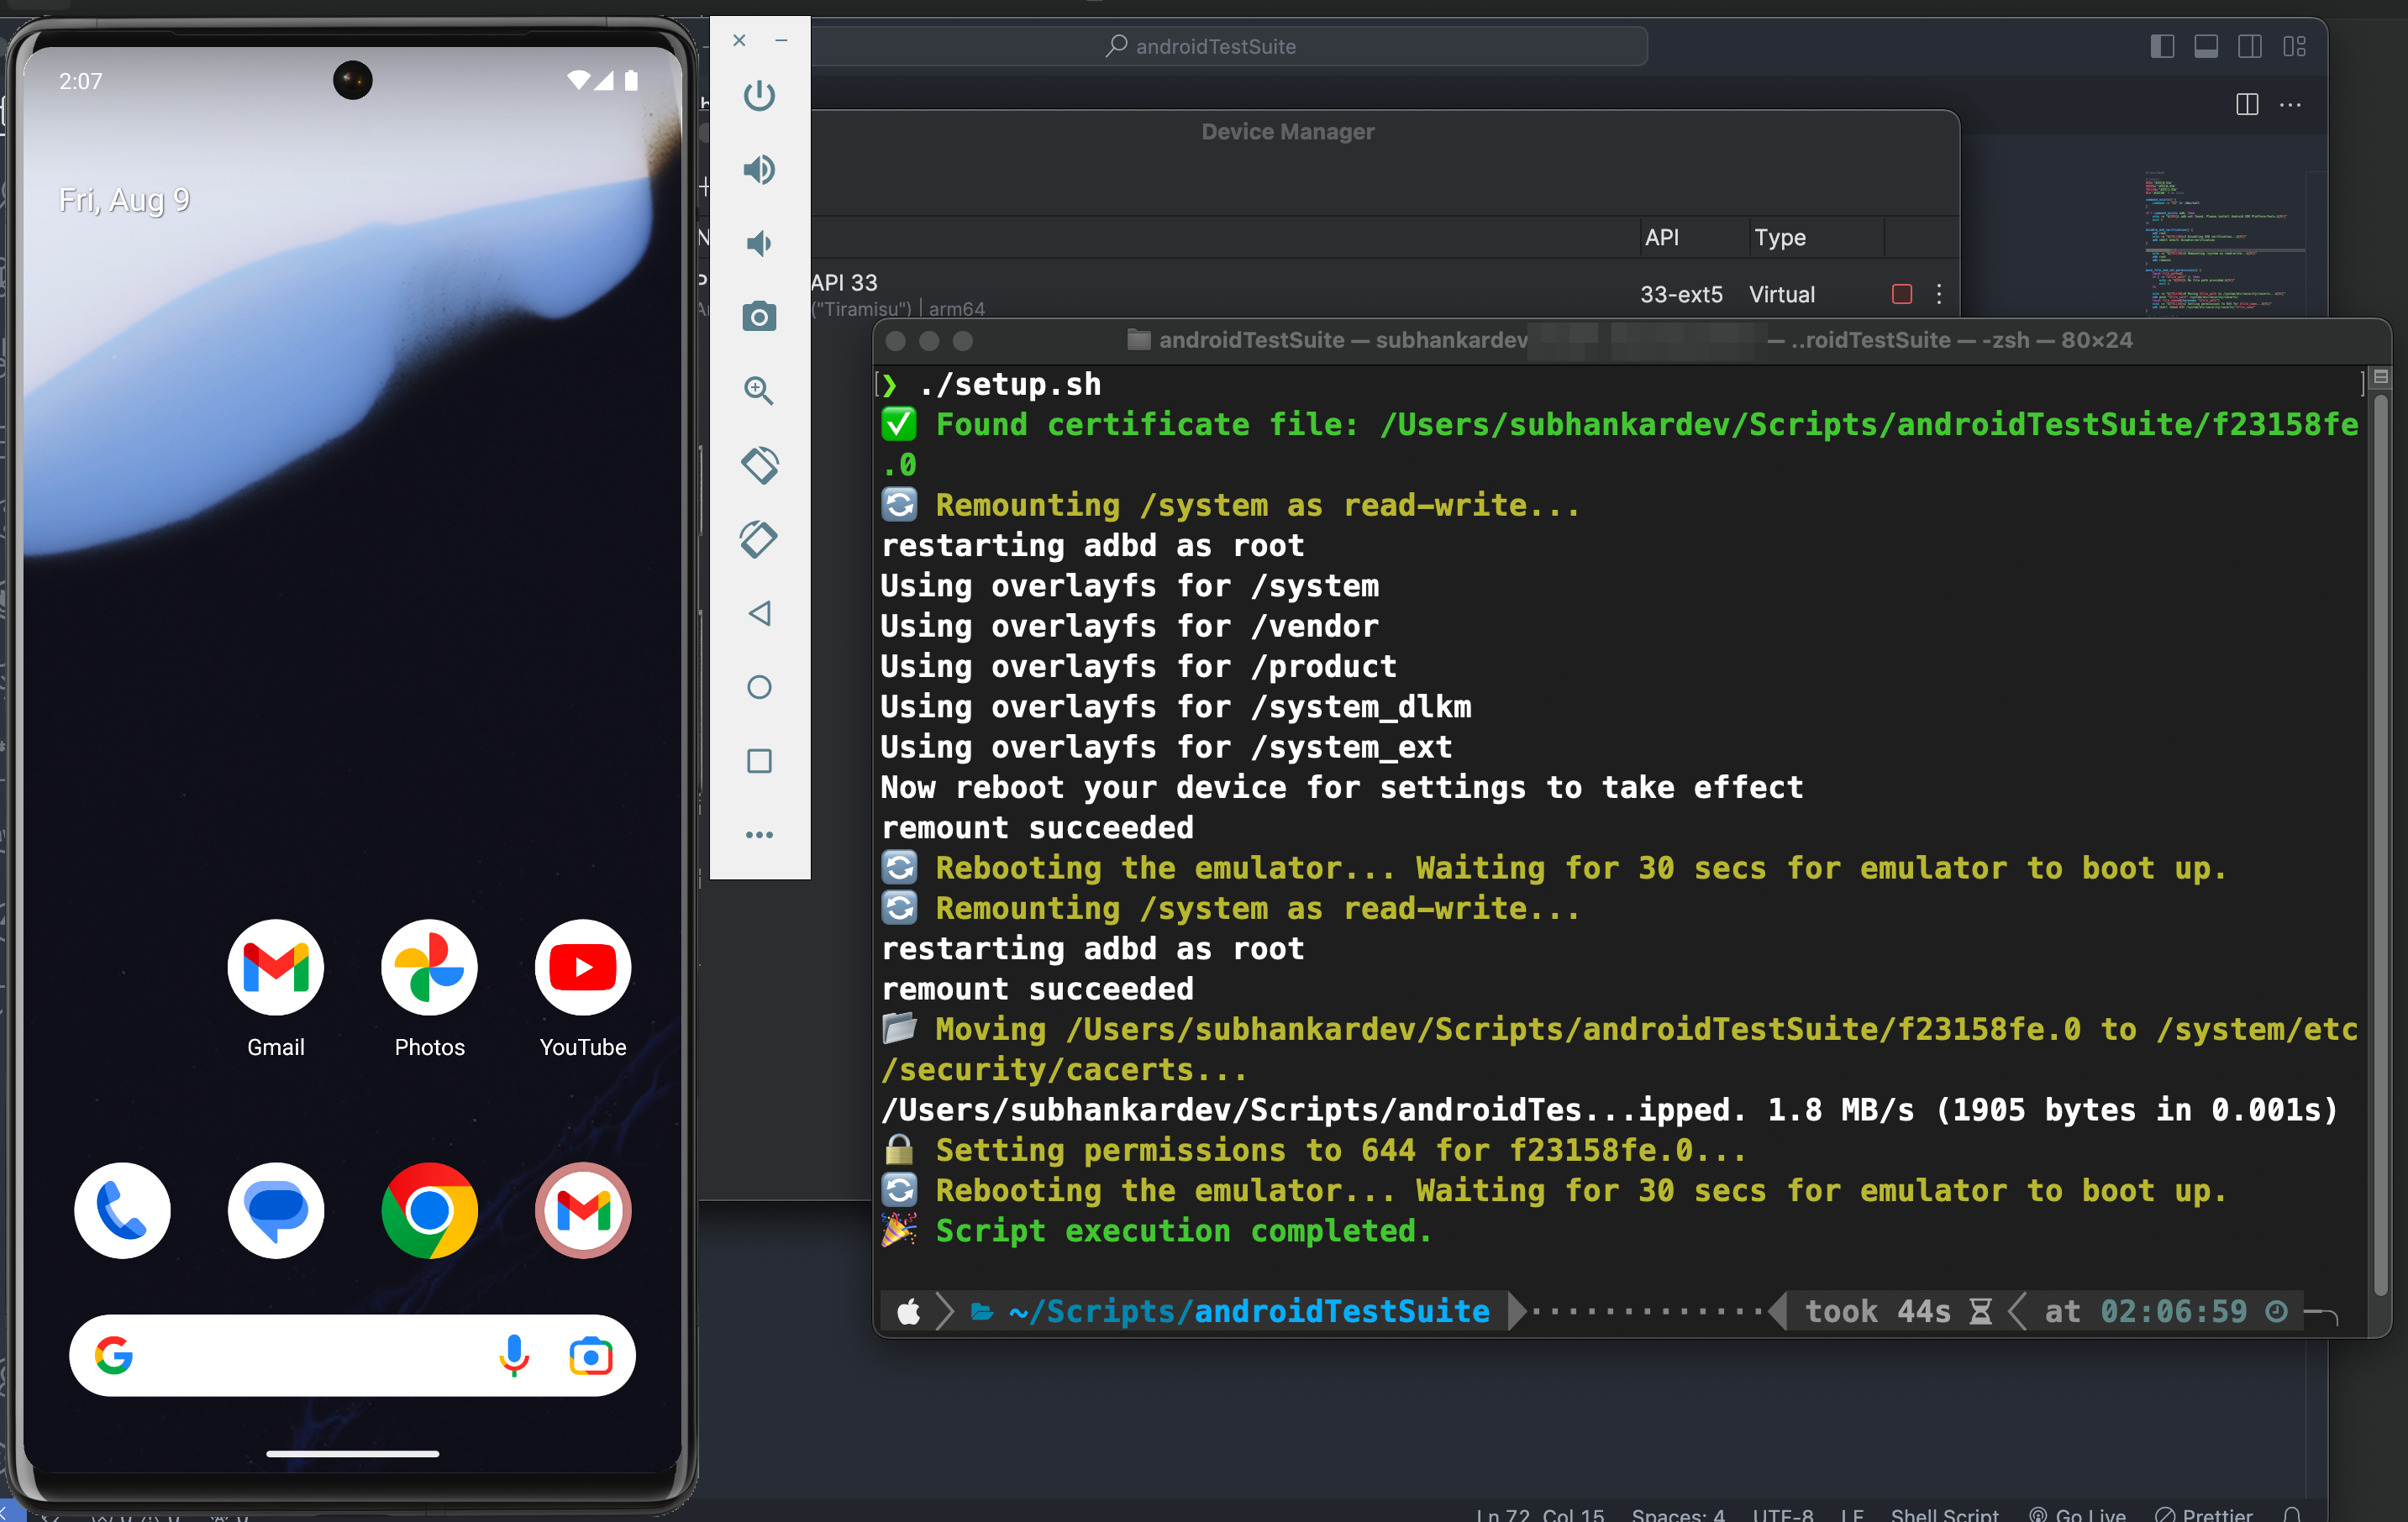 2:07
Fri, Aug 9
Gmail
Photos
YouTube
androidTestSuite
Device Manager
API
Type
API 33
("Tiramisu") | arm64
33-ext5
Virtual
androidTestSuite — subhankardev
— ..roidTestSuite — -zsh — 80×24
[❯ ./setup.sh ]
✅ Found certificate file: /Users/subhankardev/Scripts/androidTestSuite/f23158fe
.0
🔄 Remounting /system as read-write...
restarting adbd as root
Using overlayfs for /system
Using overlayfs for /vendor
Using overlayfs for /product
Using overlayfs for /system_dlkm
Using overlayfs for /system_ext
Now reboot your device for settings to take effect
remount succeeded
🔄 Rebooting the emulator... Waiting for 30 secs for emulator to boot up.
🔄 Remounting /system as read-write...
restarting adbd as root
remount succeeded
📂 Moving /Users/subhankardev/Scripts/androidTestSuite/f23158fe.0 to /system/etc
/security/cacerts...
/Users/subhankardev/Scripts/androidTes...ipped. 1.8 MB/s (1905 bytes in 0.001s)
🔒 Setting permissions to 644 for f23158fe.0...
🔄 Rebooting the emulator... Waiting for 30 secs for emulator to boot up.
🎉 Script execution completed.
~/Scripts/androidTestSuite
took 44s
at 02:06:59
Ln 72, Col 15
Spaces: 4
UTF-8
LF
Shell Script
Go Live
Prettier